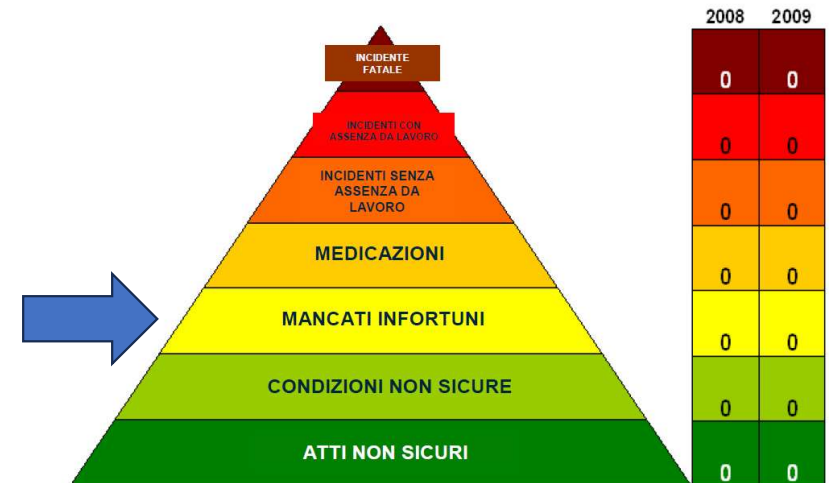 2008 2009
INCIDENTE
FATALE
0 0
INCIDENTI CON
ASSENZA DA LAVORO
0 0
INCIDENTI SENZA
ASSENZA DA
LAVORO
0 0
MEDICAZIONI
0 0
MANCATI INFORTUNI
0 0
CONDIZIONI NON SICURE
0 0
ATTI NON SICURI
0 0